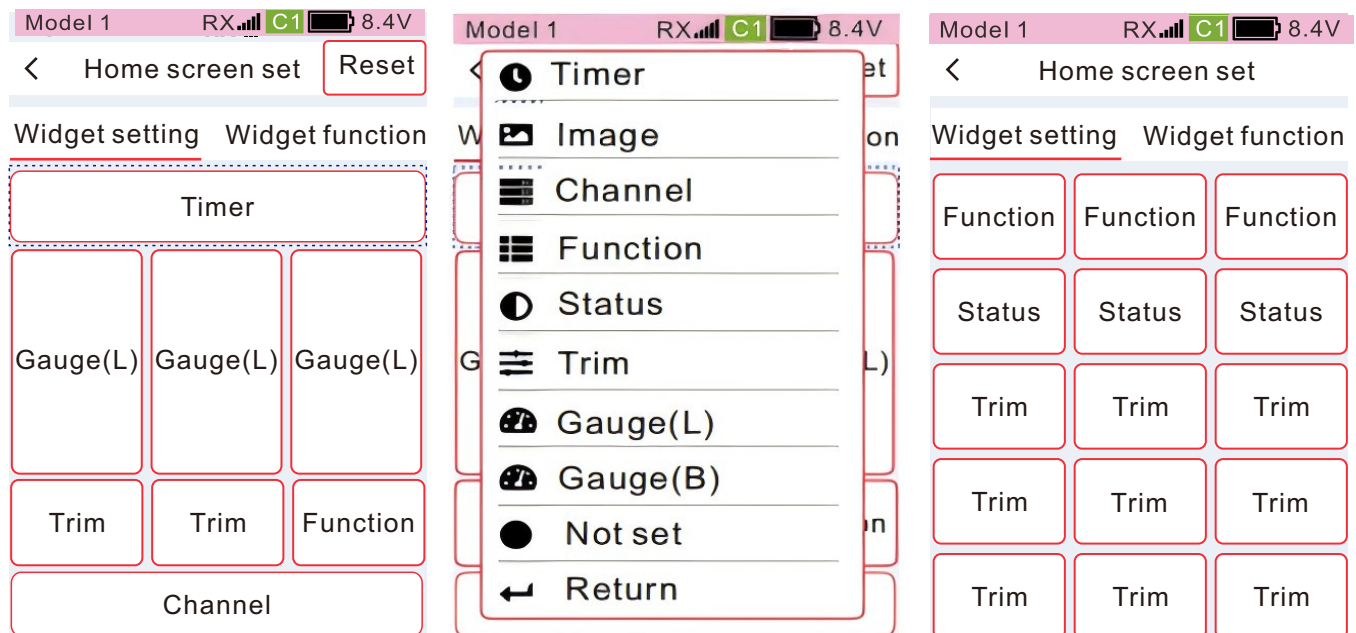 Model 1 RX C1 8.4V
Home screen set Reset
Widget setting Widget function
Timer
Gauge(L) Gauge(L) Gauge(L)
Trim Trim Function
Channel
Model 1 RX C1 8.4V
et
Timer
W
Image
on
Channel
Function
Status
G
Trim
L)
Gauge(L)
Gauge(B)
Not set
n
Return
Model 1 RX C1 8.4V
Home screen set
Widget setting Widget function
Function Function Function
Status Status Status
Trim Trim Trim
Trim Trim Trim
Trim Trim Trim